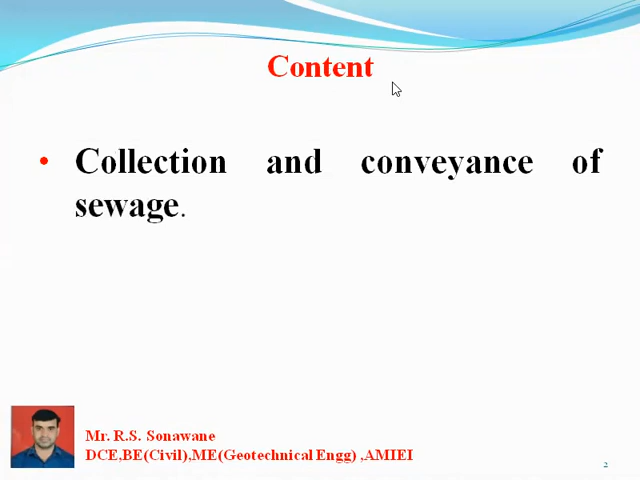 Content
• Collection and conveyance of
sewage.
Mr. R.S. Sonawane
DCE,BE(Civil),ME(Geotechnical Engg) ,AMIEI
2